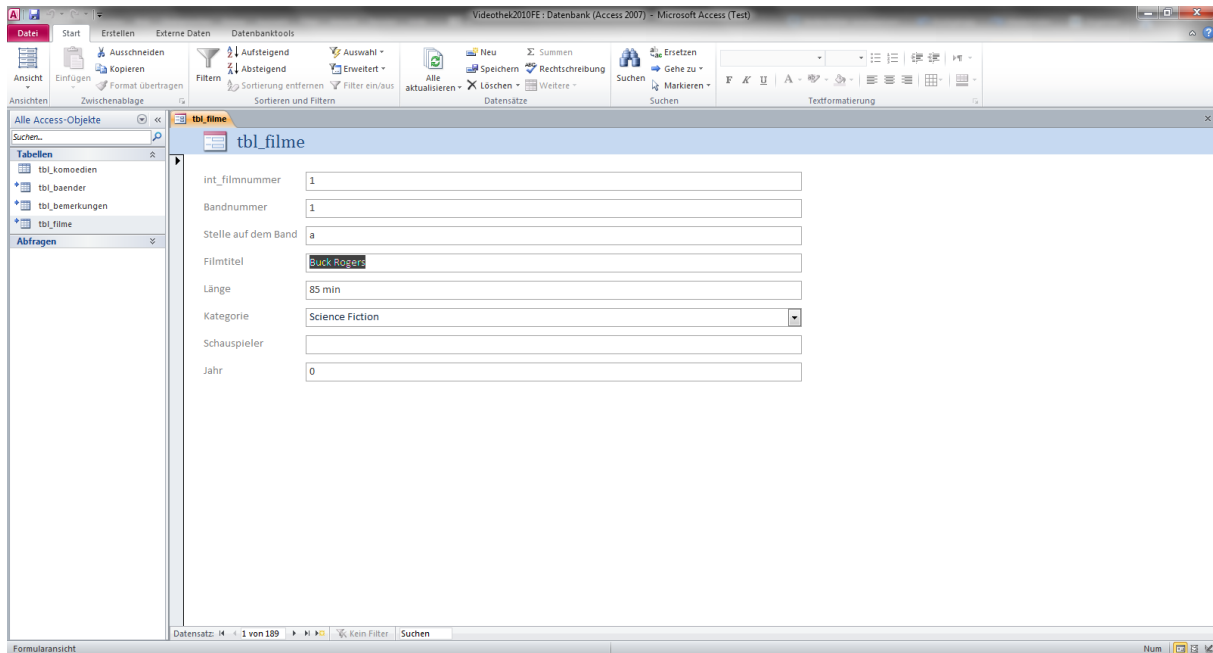 Videothek2010FE : Datenbank (Access 2007) - Microsoft Access (Test)
Datei Start Erstellen Externe Daten Datenbanktools
Ansicht
Ansichten
Einfügen
Ausschneiden
Kopieren
Format übertragen
Zwischenablage
Filtern
Aufsteigend
Absteigend
Sortierung entfernen
Auswahl
Erweitert
Filter ein/aus
Sortieren und Filtern
Alle aktualisieren
Neu
Speichern
Löschen
Summen
Rechtschreibung
Weitere
Datensätze
Suchen
Ersetzen
Gehe zu
Markieren
Suchen
F K U A
Textformatierung
Alle Access-Objekte
Suchen...
Tabellen
tbl_komoedien
tbl_baender
tbl_bemerkungen
tbl_filme
Abfragen
tbl_filme
tbl_filme
int_filmnummer 1
Bandnummer 1
Stelle auf dem Band a
Filmtitel Buck Rogers
Länge 85 min
Kategorie Science Fiction
Schauspieler
Jahr 0
Datensatz: 1 von 189 Kein Filter Suchen
Formularansicht Num